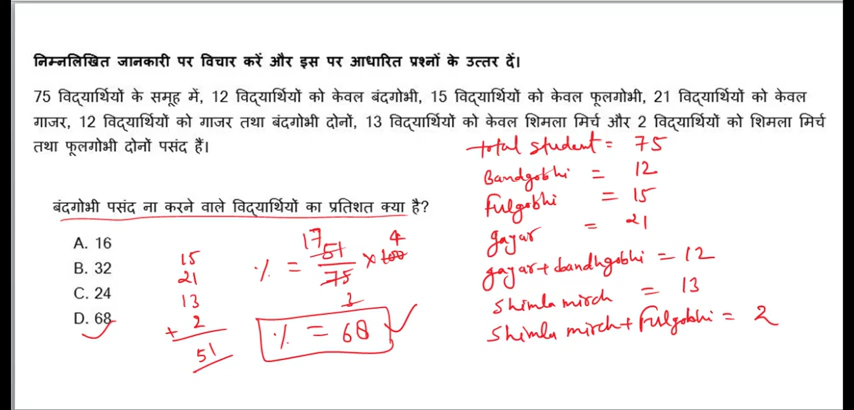 निम्नलिखित जानकारी पर विचार करें और इस पर आधारित प्रश्नों के उत्तर दें।
75 विद्यार्थियों के समूह में, 12 विद्यार्थियों को केवल बंदगोभी, 15 विद्यार्थियों को केवल फूलगोभी, 21 विद्यार्थियों को केवल
गाजर, 12 विद्यार्थियों को गाजर तथा बंदगोभी दोनों, 13 विद्यार्थियों को केवल शिमला मिर्च और 2 विद्यार्थियों को शिमला मिर्च
तथा फूलगोभी दोनों पसंद हैं।
total student = 75
Bandgobhi = 12
Fulgobhi = 15
gajar = 21
gajar + bandhgobhi = 12
Shimla mirch = 13
Shimla mirch + Fulgobhi = 2
बंदगोभी पसंद ना करने वाले विद्यार्थियों का प्रतिशत क्या है?
A. 16
B. 32
C. 24
D. 68
15
21
13
+ 2
51
17 4
% = 51/75 × 100
3
% = 68